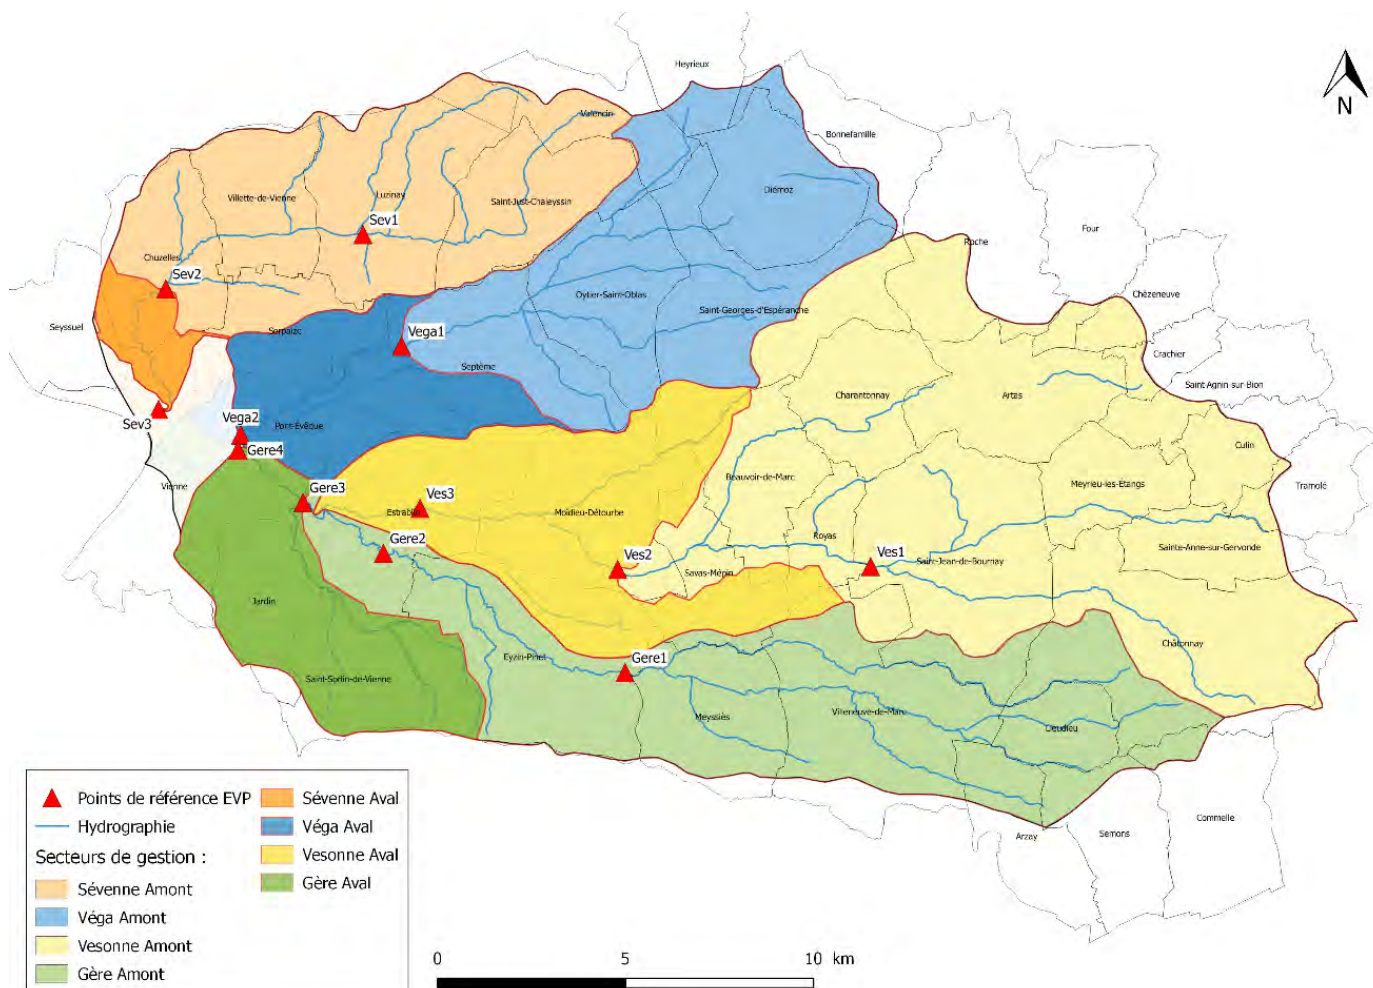 Heyrieux
N
Valencin
Bonnefamille
Diémoz
Villette-de-Vienne
Luzinay
Saint-Just-Chaleyssin
Sev1
Four
Roche
Chuzelles
Sev2
Oytier-Saint-Oblas
Chèzeneuve
Saint-Georges-d'Espéranche
Seyssuel
Serpaize
Vega1
Crachier
Septème
Saint-Agnin-sur-Bion
Charantonnay
Artas
Sev3
Vega2
Pont-Evêque
Culin
Gere4
Beauvoir-de-Marc
Meyrieu-les-Etangs
Tramolé
Vienne
Gere3
Ves3
Estrablin
Moidieu-Détourbe
Royas
Gere2
Ves2
Ves1
Saint-Jean-de-Bournay
Sainte-Anne-sur-Gervonde
Savas-Mépin
Jardin
Châtonnay
Eyzin-Pinet
Gere1
Saint-Sorlin-de-Vienne
Meyssiès
Villeneuve-de-Marc
Lieudieu
Commelle
Arzay
Semons
Points de référence EVP
Hydrographie
Secteurs de gestion :
Sévenne Amont
Véga Amont
Vesonne Amont
Gère Amont
Sévenne Aval
Véga Aval
Vesonne Aval
Gère Aval
0 5 10 km